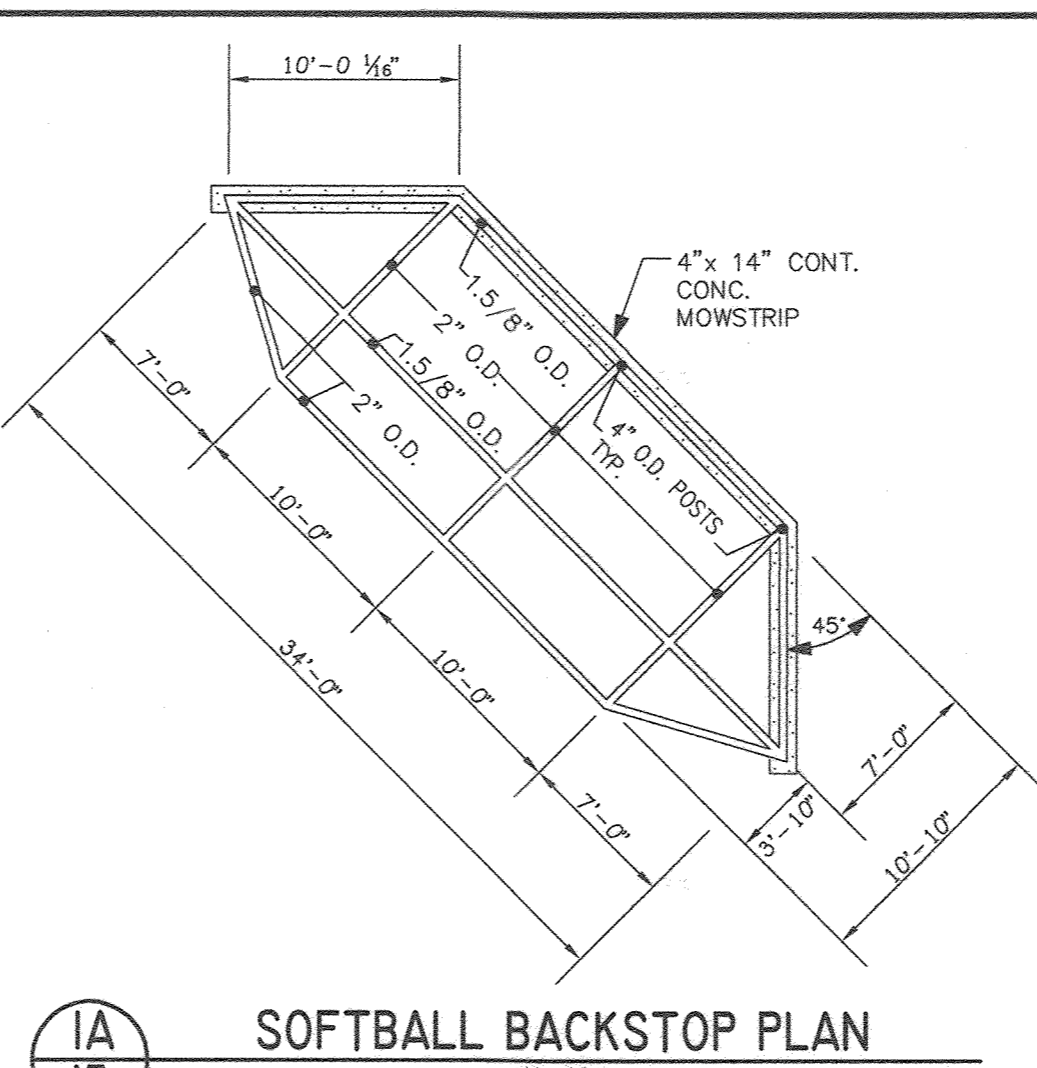 10'-0 1/16"
4"x 14" CONT.
CONC.
MOWSTRIP
1.5/8" O.D.
2" O.D.
1.5/8" O.D.
2" O.D.
4" O.D. POSTS
TYP.
7'-0"
10'-0"
34'-0"
10'-0"
7'-0"
45°
7'-0"
3'-10"
10'-10"
1A
SOFTBALL BACKSTOP PLAN